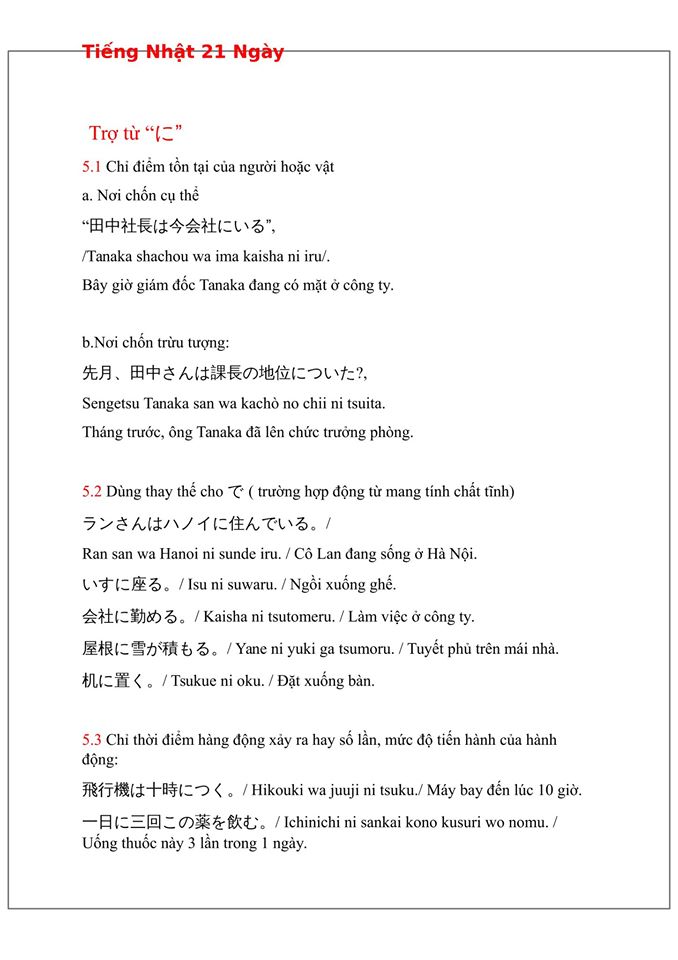 Tiếng Nhật 21 Ngày
Trợ từ “に”
5.1 Chỉ điểm tồn tại của người hoặc vật
a. Nơi chốn cụ thể
“田中社長は今会社にいる”,
/Tanaka shachou wa ima kaisha ni iru/.
Bây giờ giám đốc Tanaka đang có mặt ở công ty.
b.Nơi chốn trừu tượng:
先月、田中さんは課長の地位についた?,
Sengetsu Tanaka san wa kachò no chii ni tsuita.
Tháng trước, ông Tanaka đã lên chức trưởng phòng.
5.2 Dùng thay thế cho で ( trường hợp động từ mang tính chất tĩnh)
ランさんはハノイに住んでいる。/
Ran san wa Hanoi ni sunde iru. / Cô Lan đang sống ở Hà Nội.
いすに座る。/ Isu ni suwaru. / Ngồi xuống ghế.
会社に勤める。/ Kaisha ni tsutomeru. / Làm việc ở công ty.
屋根に雪が積もる。/ Yane ni yuki ga tsumoru. / Tuyết phủ trên mái nhà.
机に置く。/ Tsukue ni oku. / Đặt xuống bàn.
5.3 Chỉ thời điểm hàng động xảy ra hay số lần, mức độ tiến hành của hành
động:
飛行機は十時につく。/ Hikouki wa juuji ni tsuku./ Máy bay đến lúc 10 giờ.
一日に三回この薬を飲む。/ Ichinichi ni sankai kono kusuri wo nomu. /
Uống thuốc này 3 lần trong 1 ngày.